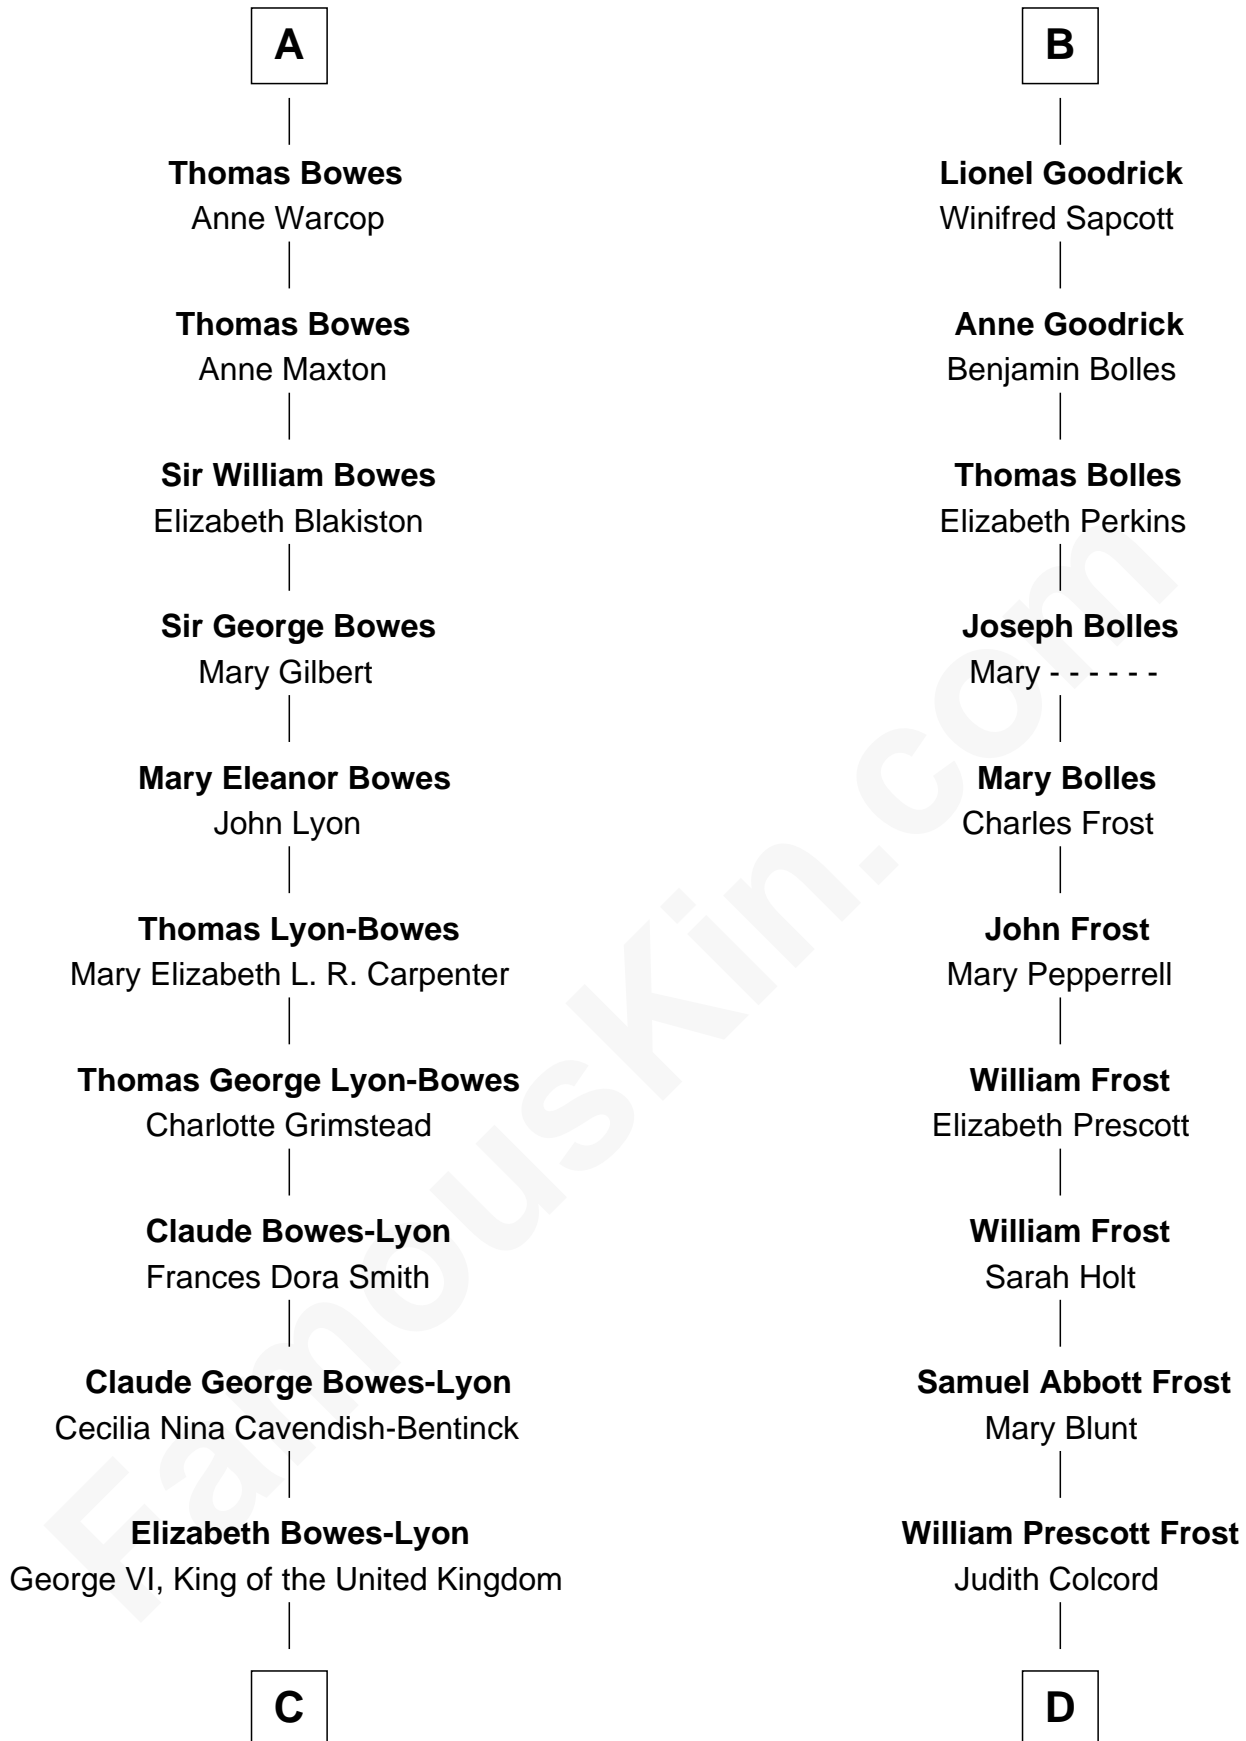 A
Thomas Bowes
Anne Warcop
Thomas Bowes
Anne Maxton
Sir William Bowes
Elizabeth Blakiston
Sir George Bowes
Mary Gilbert
Mary Eleanor Bowes
John Lyon
Thomas Lyon-Bowes
Mary Elizabeth L. R. Carpenter
Thomas George Lyon-Bowes
Charlotte Grimstead
Claude Bowes-Lyon
Frances Dora Smith
Claude George Bowes-Lyon
Cecilia Nina Cavendish-Bentinck
Elizabeth Bowes-Lyon
George VI, King of the United Kingdom
C
B
Lionel Goodrick
Winifred Sapcott
Anne Goodrick
Benjamin Bolles
Thomas Bolles
Elizabeth Perkins
Joseph Bolles
Mary - - - - - -
Mary Bolles
Charles Frost
John Frost
Mary Pepperrell
William Frost
Elizabeth Prescott
William Frost
Sarah Holt
Samuel Abbott Frost
Mary Blunt
William Prescott Frost
Judith Colcord
D
FamousKin.com